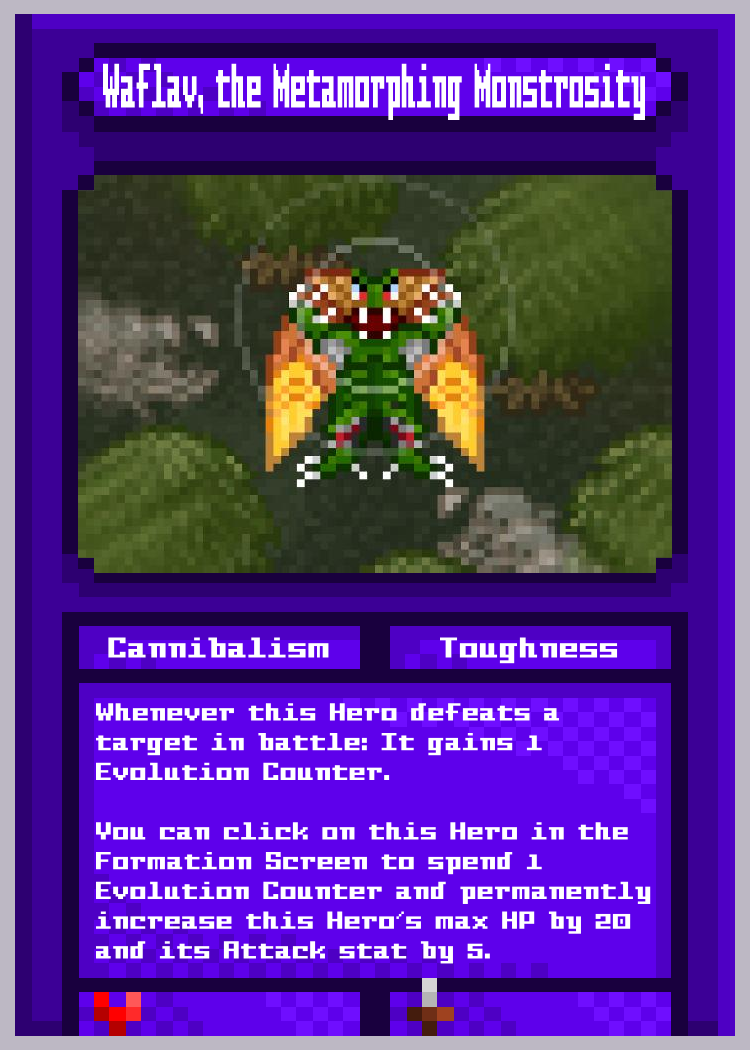 Waflav, the Metamorphing Monstrosity
Cannibalism
Toughness
Whenever this Hero defeats a
target in battle: It gains 1
Evolution Counter.
You can click on this Hero in the
Formation Screen to spend 1
Evolution Counter and permanently
increase this Hero's max HP by 20
and its Attack stat by 5.